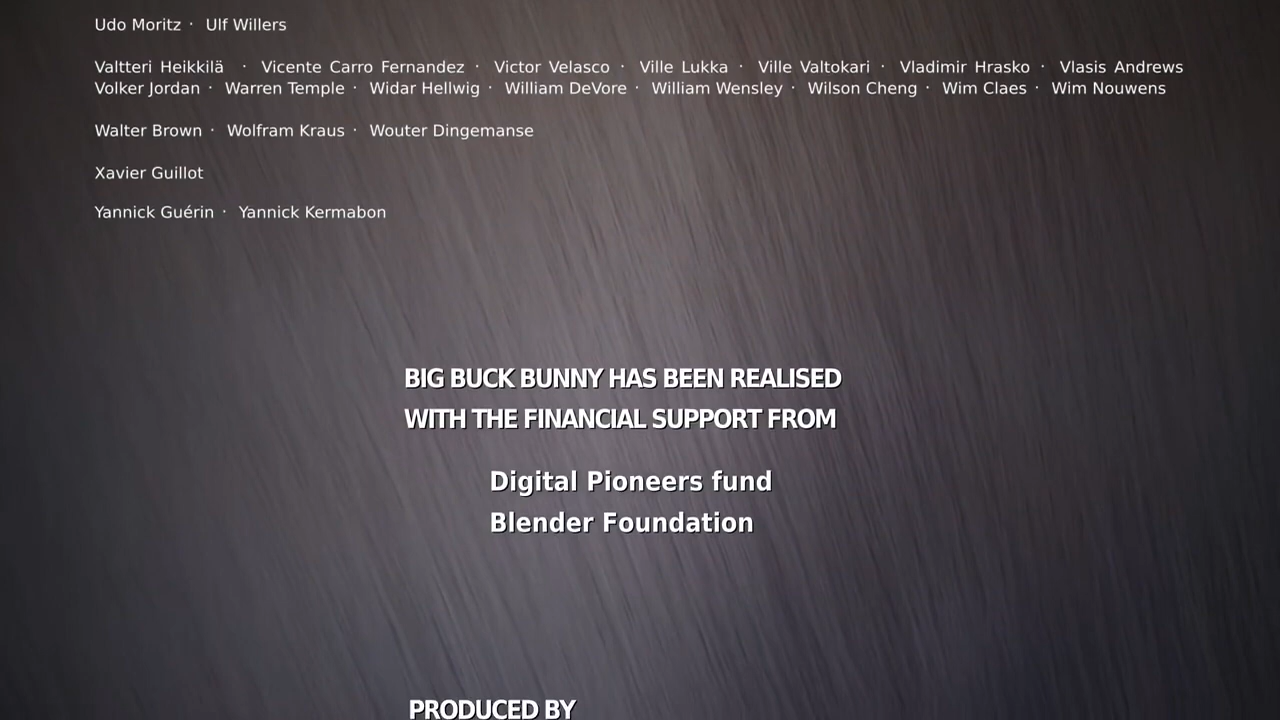 Udo Moritz · Ulf Willers
Valtteri Heikkilä · Vicente Carro Fernandez · Victor Velasco · Ville Lukka · Ville Valtokari · Vladimir Hrasko · Vlasis Andrews
Volker Jordan · Warren Temple · Widar Hellwig · William DeVore · William Wensley · Wilson Cheng · Wim Claes · Wim Nouwens
Walter Brown · Wolfram Kraus · Wouter Dingemanse
Xavier Guillot
Yannick Guérin · Yannick Kermabon
BIG BUCK BUNNY HAS BEEN REALISED
WITH THE FINANCIAL SUPPORT FROM
Digital Pioneers fund
Blender Foundation
PRODUCED BY